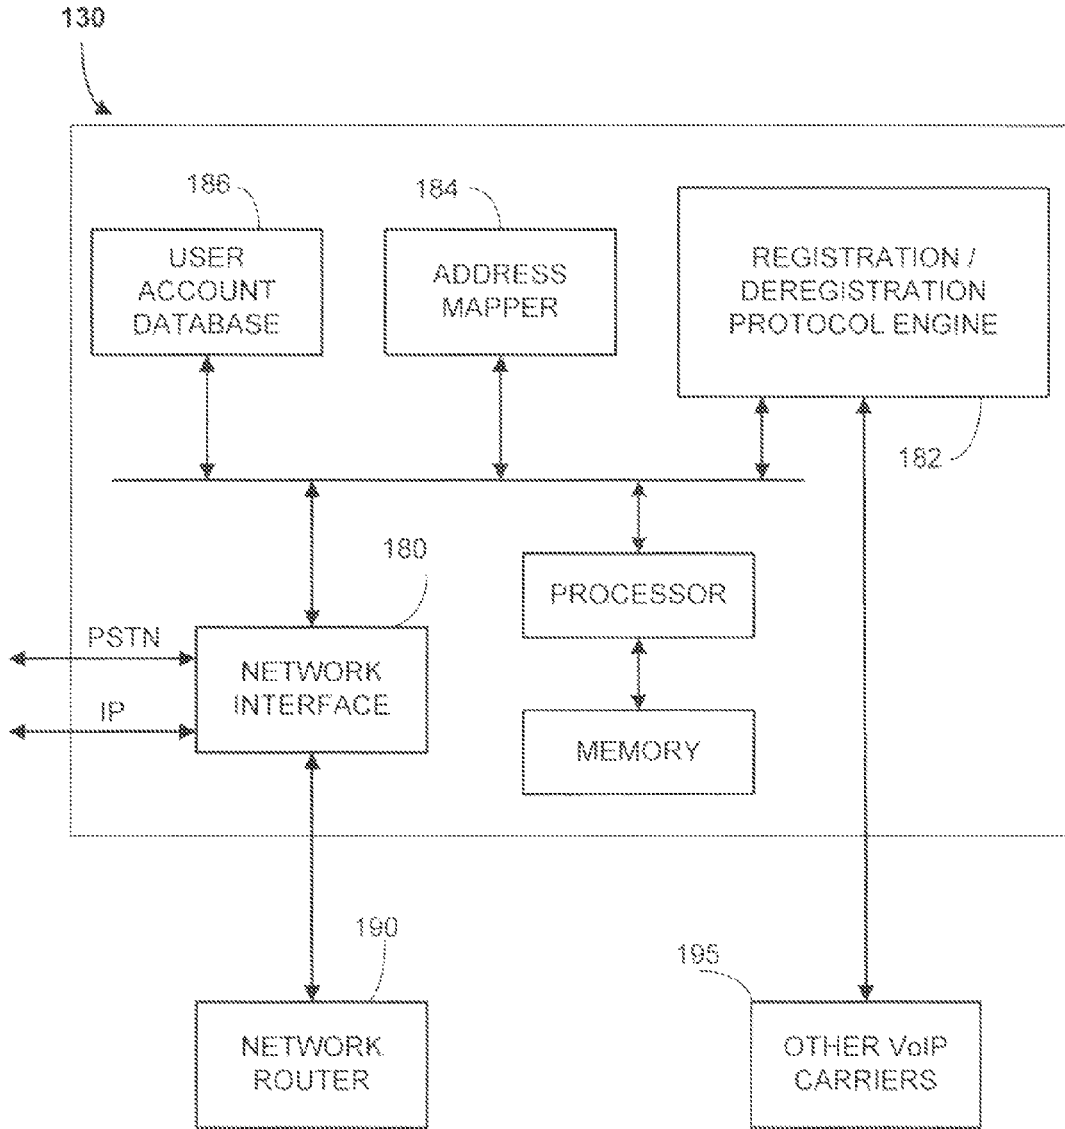 130
186
184
USER
ACCOUNT
DATABASE
ADDRESS
MAPPER
REGISTRATION /
DEREGISTRATION
PROTOCOL ENGINE
182
180
PROCESSOR
PSTN
NETWORK
INTERFACE
IP
MEMORY
190
195
NETWORK
ROUTER
OTHER VoIP
CARRIERS